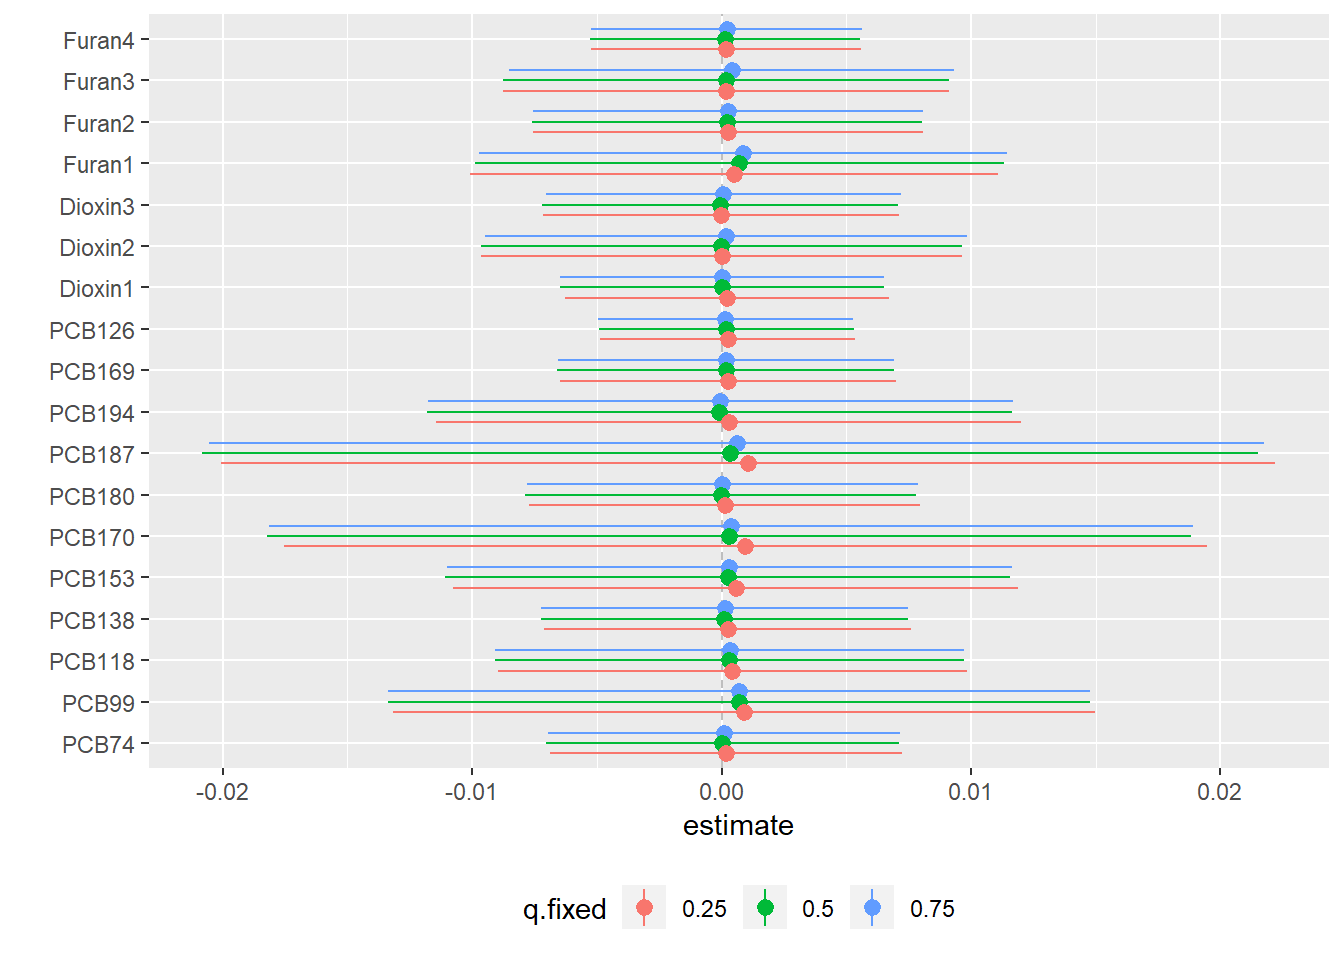 Furan4
Furan3
Furan2
Furan1
Dioxin3
Dioxin2
Dioxin1
PCB126
PCB169
PCB194
PCB187
PCB180
PCB170
PCB153
PCB138
PCB118
PCB99
PCB74
-0.02 -0.01 0.00 0.01 0.02
estimate
q.fixed 0.25 0.5 0.75